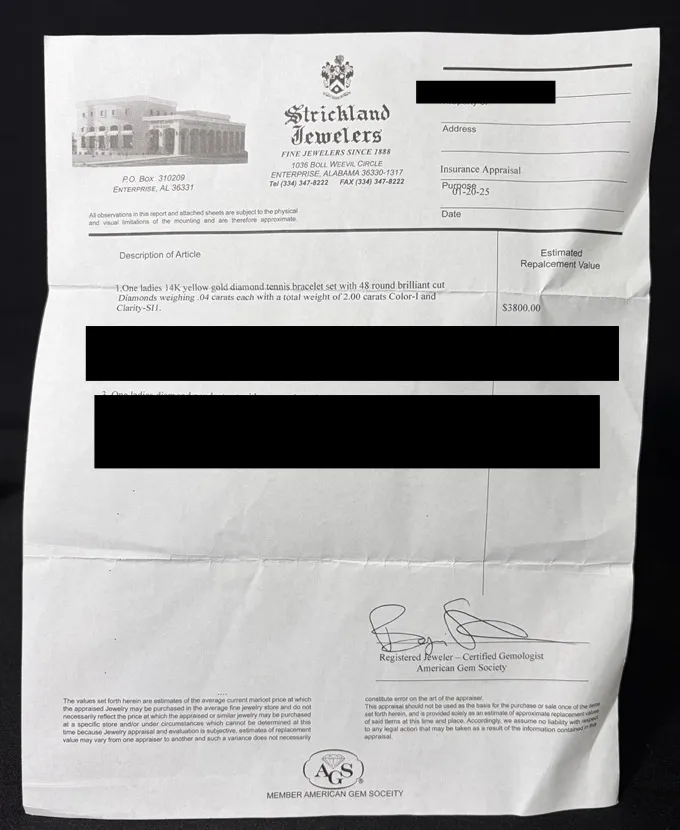 Strickland
Jewelers
FINE JEWELERS SINCE 1888
1036 BOLL WEEVIL CIRCLE
ENTERPRISE, ALABAMA 36330-1317
Tel (334) 347-8222 FAX (334) 347-8222
P.O. Box 310209
ENTERPRISE, AL 36331
All observations in this report and attached sheets are subject to the physical
and visual limitations of the mounting and are therefore approximate.
Address
Insurance Appraisal
Purpose
01-20-25
Date
Description of Article
Estimated
Repalcement Value
1.One ladies 14K yellow gold diamond tennis bracelet set with 48 round brilliant cut
Diamonds weighing .04 carats each with a total weight of 2.00 carats Color-I and
Clarity-SI1.
$3800.00
Registered Jeweler – Certified Gemologist
American Gem Society
The values set forth herein are estimates of the average current market price at which
the appraised Jewelry may be purchased in the average fine jewelry store and do not
necessarily reflect the price at which the appraised or similar jewelry may be purchased
at a specific store and/or under circumstances which cannot be determined at this
time because Jewelry appraisal and evaluation is subjective, estimates of replacement
value may vary from one appraiser to another and such a variance does not necessarily
constitute error on the art of the appraiser.
This appraisal should not be used as the basis for the purchase or sale once of the items
set forth herein, and is provided solely as an estimate of approximate replacement values
of said items at this time and place. Accordingly, we assume no liability with respect
to any legal action that may be taken as a result of the information contained in this
appraisal.
AGS
MEMBER AMERICAN GEM SOCEITY